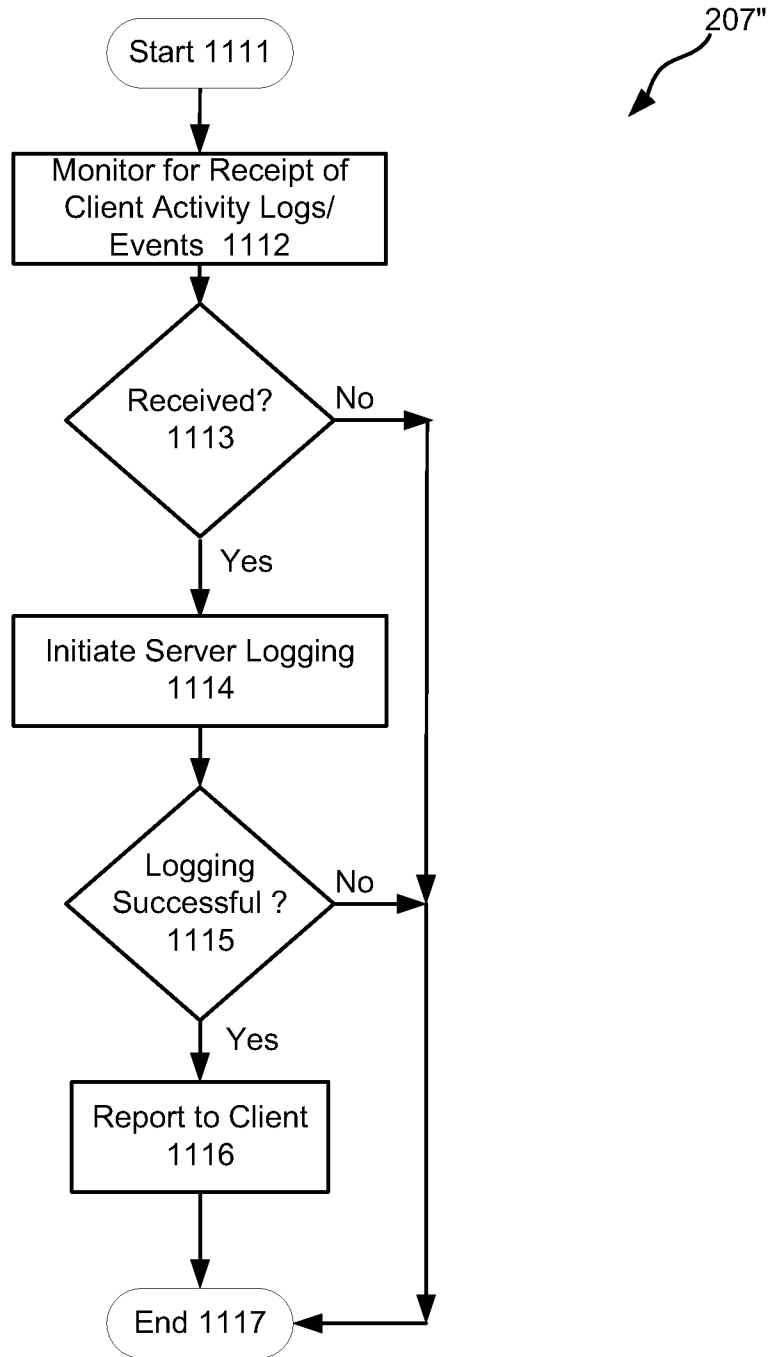 207"
Start 1111
Monitor for Receipt of
Client Activity Logs/
Events 1112
Received?
1113
No
Yes
Initiate Server Logging
1114
Logging
Successful ?
1115
No
Yes
Report to Client
1116
End 1117